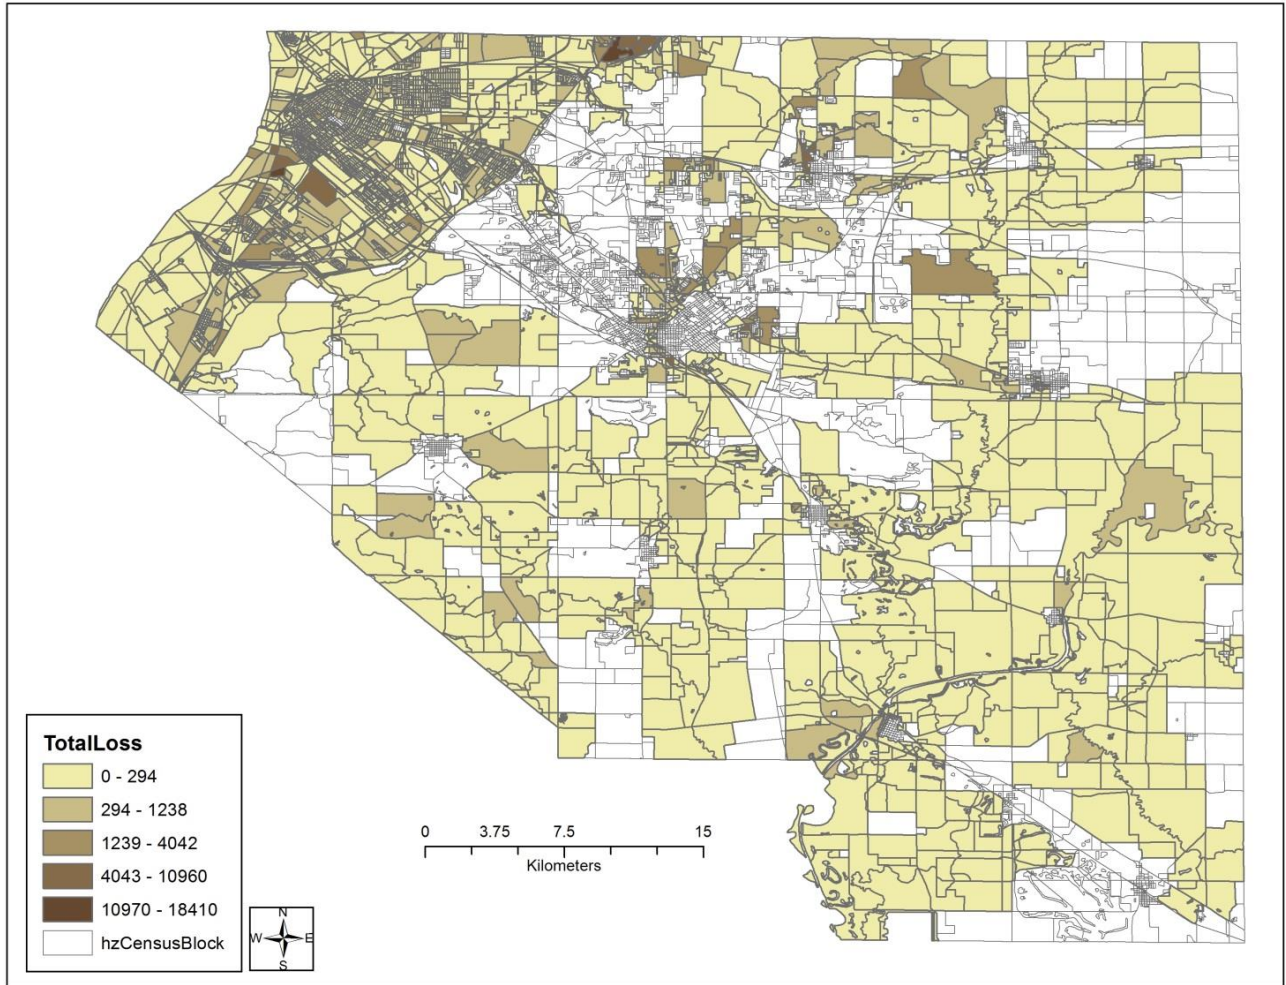 TotalLoss
0 - 294
294 - 1238
1239 - 4042
4043 - 10960
10970 - 18410
hzCensusBlock
N
W E
S
0 3.75 7.5 15
Kilometers